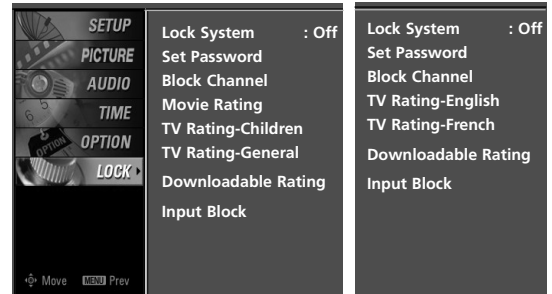 SETUP
PICTURE
AUDIO
TIME
OPTION
LOCK
Move MENU Prev
Lock System : Off
Set Password
Block Channel
Movie Rating
TV Rating-Children
TV Rating-General
Downloadable Rating
Input Block
Lock System : Off
Set Password
Block Channel
TV Rating-English
TV Rating-French
Downloadable Rating
Input Block